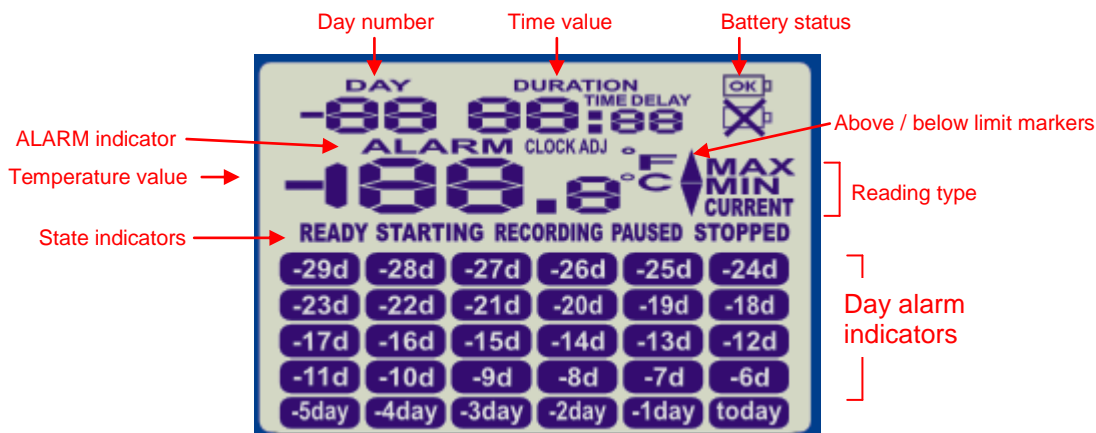 Day number Time value Battery status
DAY DURATION OK
-88 88:88 TIME DELAY
ALARM indicator ALARM CLOCK ADJ °F Above / below limit markers
Temperature value -188.8 °C MAX
MIN Reading type
CURRENT
State indicators READY STARTING RECORDING PAUSED STOPPED
-29d -28d -27d -26d -25d -24d
-23d -22d -21d -20d -19d -18d
Day alarm
indicators
-17d -16d -15d -14d -13d -12d
-11d -10d -9d -8d -7d -6d
-5day -4day -3day -2day -1day today